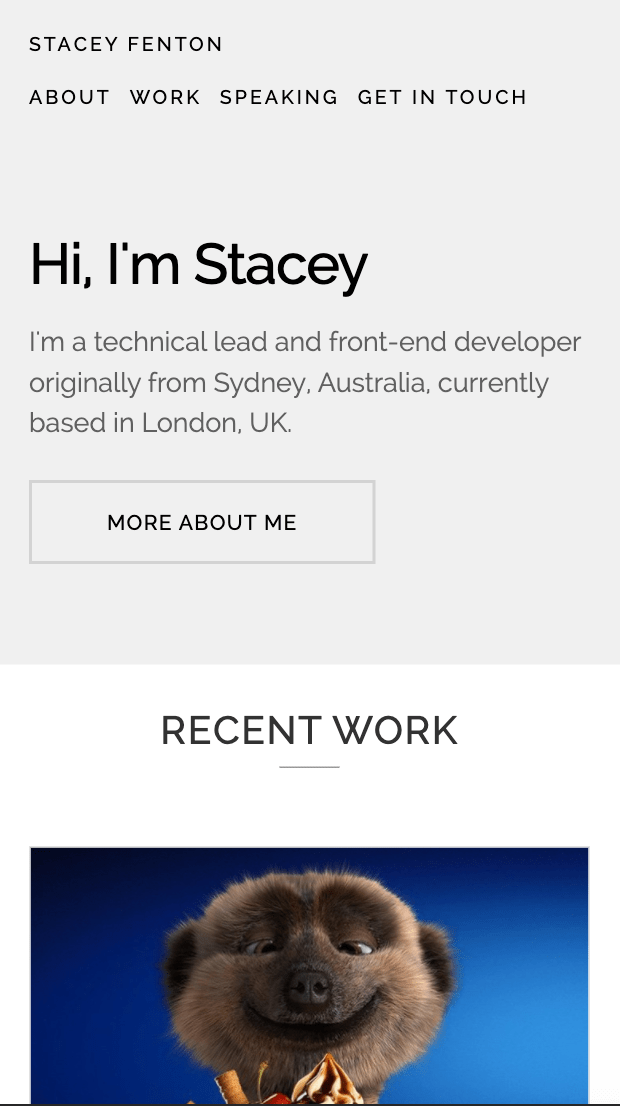 STACEY FENTON
ABOUT WORK SPEAKING GET IN TOUCH
Hi, I'm Stacey
I'm a technical lead and front-end developer
originally from Sydney, Australia, currently
based in London, UK.
MORE ABOUT ME
RECENT WORK